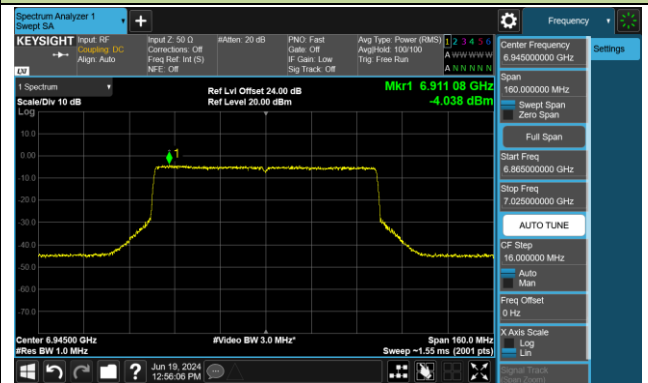 Spectrum Analyzer 1
Swept SA
+
Frequency
KEYSIGHT
Input: RF
Coupling: DC
Align: Auto
LXI
Input Z: 50 Ω
Corrections: Off
Freq Ref: Int (S)
NFE: Off
#Atten: 20 dB
PNO: Fast
Gate: Off
IF Gain: Low
Sig Track: Off
Avg Type: Power (RMS)
Avg|Hold: 100/100
Trig: Free Run
1 2 3 4 5 6
A W W W W W
A N N N N N
Settings
1 Spectrum
Scale/Div 10 dB
Log
Ref Lvl Offset 24.00 dB
Ref Level 20.00 dBm
Mkr1 6.911 08 GHz
-4.038 dBm
1
10.0
0.00
-10.0
-20.0
-30.0
-40.0
-50.0
-60.0
-70.0
Center 6.94500 GHz
#Res BW 1.0 MHz
#Video BW 3.0 MHz*
Span 160.0 MHz
Sweep ~1.55 ms (2001 pts)
Center Frequency
6.945000000 GHz
Span
160.000000 MHz
Swept Span
Zero Span
Full Span
Start Freq
6.865000000 GHz
Stop Freq
7.025000000 GHz
AUTO TUNE
CF Step
16.000000 MHz
Auto
Man
Freq Offset
0 Hz
X Axis Scale
Log
Lin
Signal Track
(Span Zoom)
?
Jun 19, 2024
12:56:06 PM